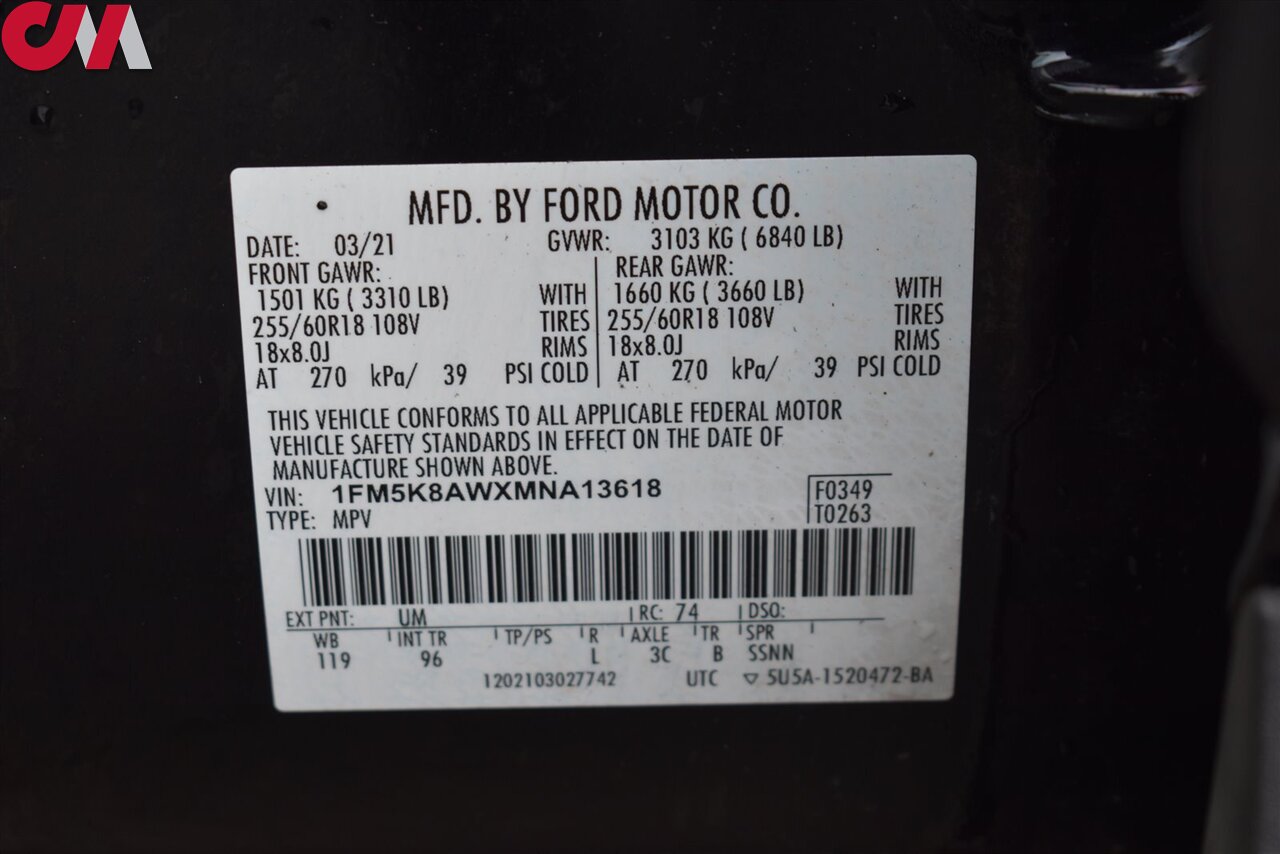 CM
MFD. BY FORD MOTOR CO.
DATE: 03/21 GVWR: 3103 KG ( 6840 LB)
FRONT GAWR: REAR GAWR:
1501 KG ( 3310 LB) WITH 1660 KG ( 3660 LB) WITH
255/60R18 108V TIRES 255/60R18 108V TIRES
18x8.0J RIMS 18x8.0J RIMS
AT 270 kPa/ 39 PSI COLD AT 270 kPa/ 39 PSI COLD
THIS VEHICLE CONFORMS TO ALL APPLICABLE FEDERAL MOTOR
VEHICLE SAFETY STANDARDS IN EFFECT ON THE DATE OF
MANUFACTURE SHOWN ABOVE.
VIN: 1FM5K8AWXMNA13618 F0349
TYPE: MPV T0263
EXT PNT: UM RC: 74 DSO:
WB INT TR TP/PS R AXLE TR SPR
119 96 L 3C B SSNN
1202103027742 UTC ▽ 5U5A-1520472-BA